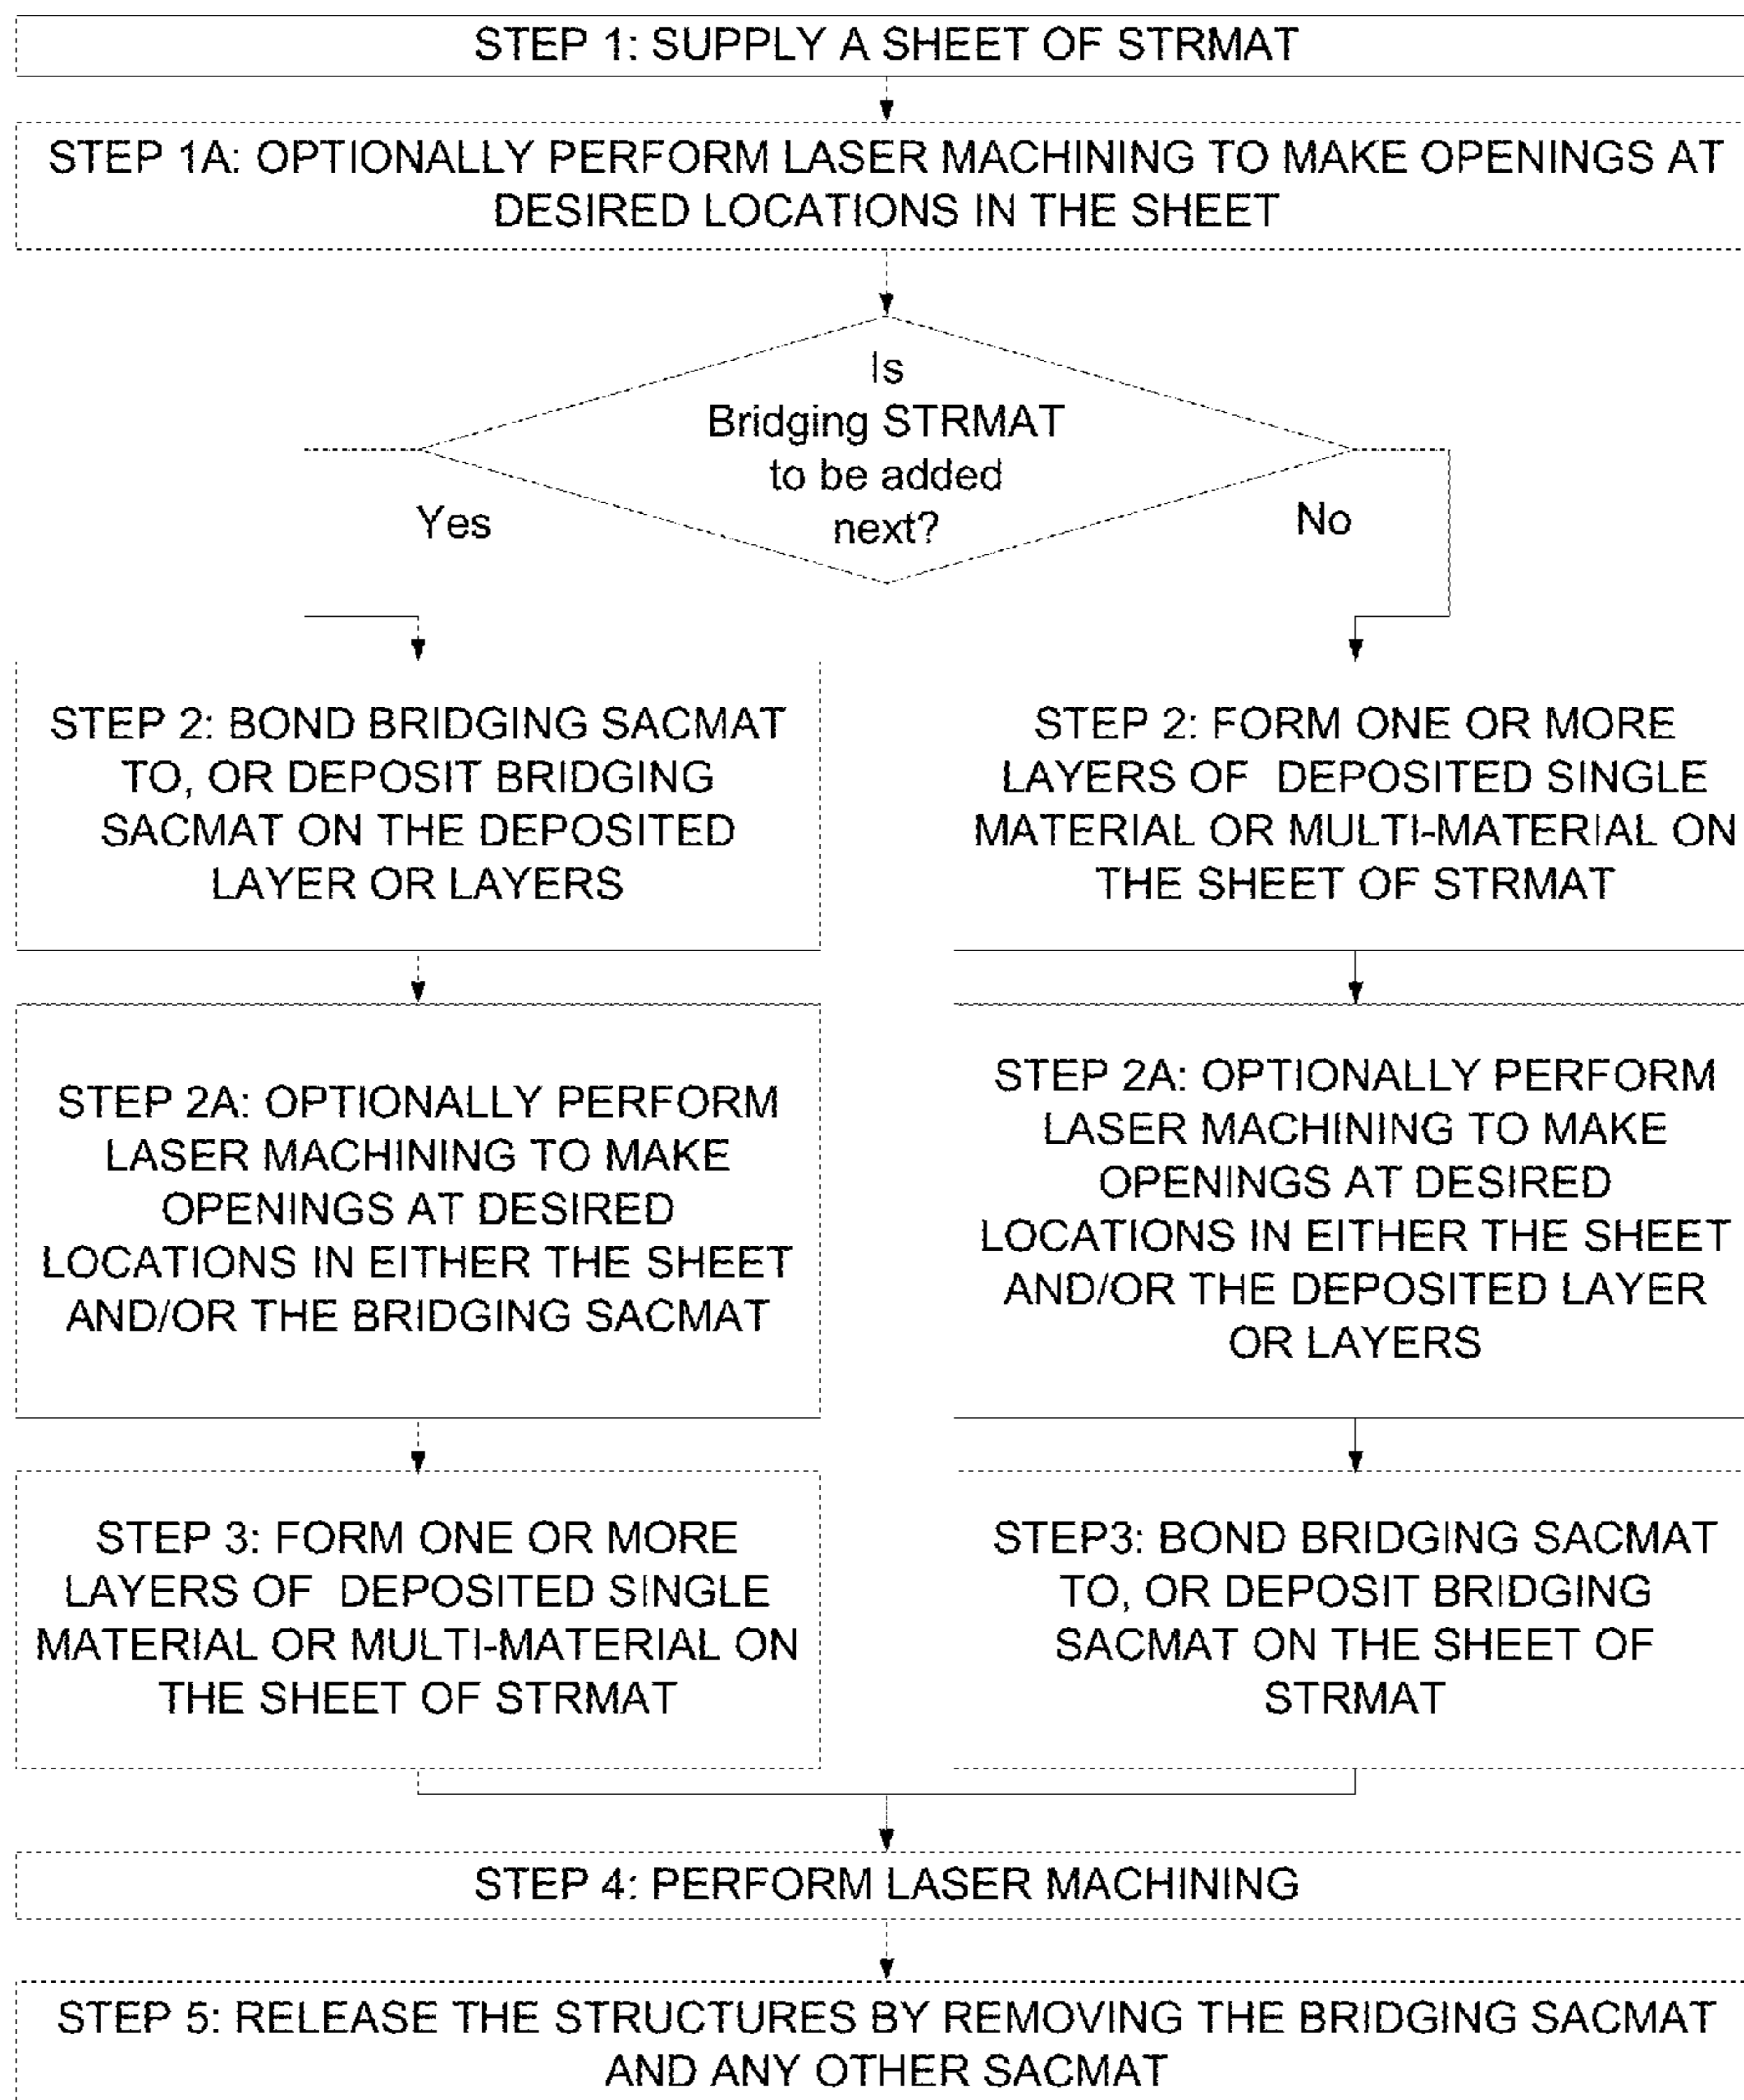 STEP 1: SUPPLY A SHEET OF STRMAT
STEP 1A: OPTIONALLY PERFORM LASER MACHINING TO MAKE OPENINGS AT
DESIRED LOCATIONS IN THE SHEET
Is
Bridging STRMAT
to be added
next?
Yes
No
STEP 2: BOND BRIDGING SACMAT
TO, OR DEPOSIT BRIDGING
SACMAT ON THE DEPOSITED
LAYER OR LAYERS
STEP 2: FORM ONE OR MORE
LAYERS OF DEPOSITED SINGLE
MATERIAL OR MULTI-MATERIAL ON
THE SHEET OF STRMAT
STEP 2A: OPTIONALLY PERFORM
LASER MACHINING TO MAKE
OPENINGS AT DESIRED
LOCATIONS IN EITHER THE SHEET
AND/OR THE BRIDGING SACMAT
STEP 2A: OPTIONALLY PERFORM
LASER MACHINING TO MAKE
OPENINGS AT DESIRED
LOCATIONS IN EITHER THE SHEET
AND/OR THE DEPOSITED LAYER
OR LAYERS
STEP 3: FORM ONE OR MORE
LAYERS OF DEPOSITED SINGLE
MATERIAL OR MULTI-MATERIAL ON
THE SHEET OF STRMAT
STEP3: BOND BRIDGING SACMAT
TO, OR DEPOSIT BRIDGING
SACMAT ON THE SHEET OF
STRMAT
STEP 4: PERFORM LASER MACHINING
STEP 5: RELEASE THE STRUCTURES BY REMOVING THE BRIDGING SACMAT
AND ANY OTHER SACMAT